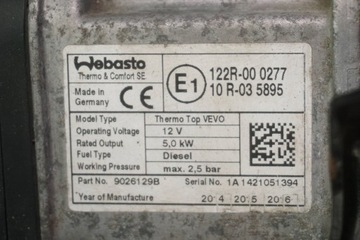 Webasto
Thermo & Comfort SE
Made in
Germany
CE
E1
122R-00 0277
10 R-03 5895
Model Type Thermo Top VEVO
Operating Voltage 12 V
Rated Output 5,0 kW
Fuel Type Diesel
Working Pressure max. 2,5 bar
Part No. 9026129B Serial No. 1A1421051394
Year of Manufacture 2014 2015 2016